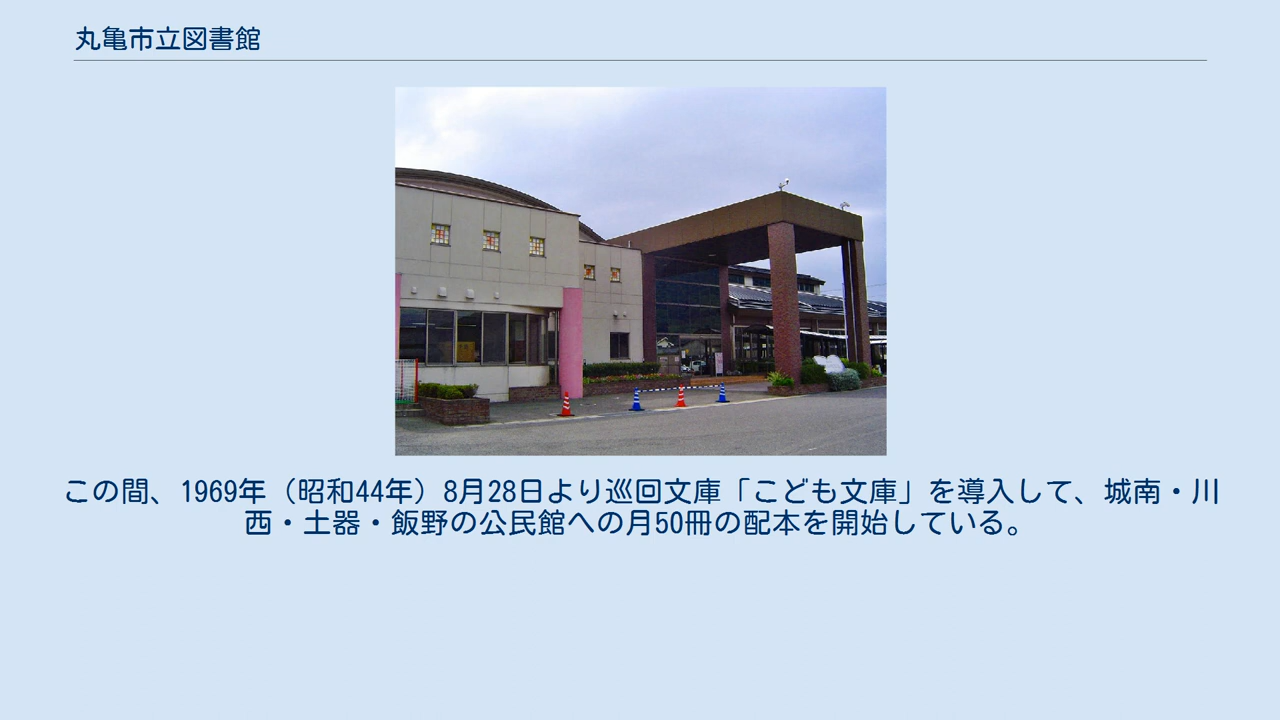 丸亀市立図書館
この間、1969年（昭和44年）8月28日より巡回文庫「こども文庫」を導入して、城南・川
西・土器・飯野の公民館への月50冊の配本を開始している。